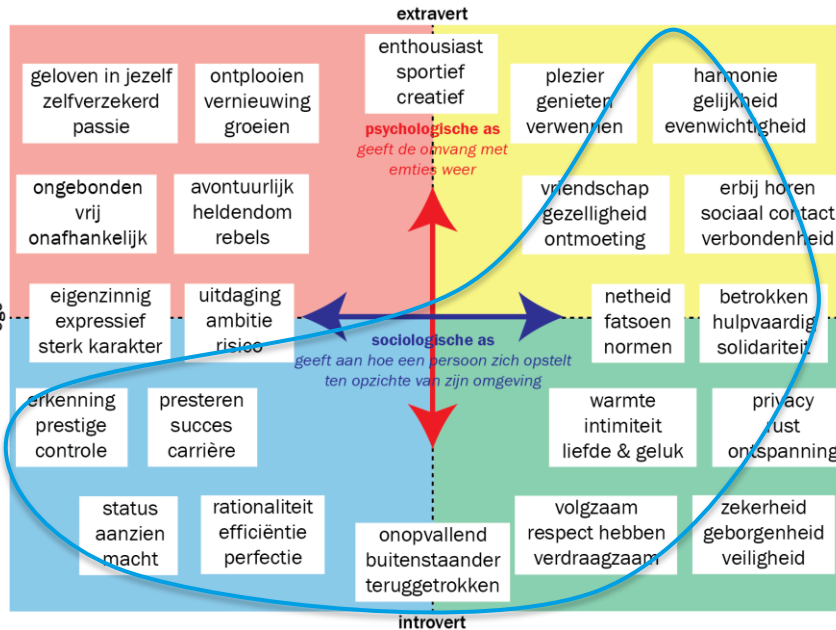 extravert
enthousiast
sportief
creatief
geloven in jezelf
zelfverzekerd
passie
ontplooien
vernieuwing
groeien
plezier
genieten
verwennen
harmonie
gelijkheid
evenwichtigheid
psychologische as
geeft de omvang met
emties weer
ongebonden
vrij
onafhankelijk
avontuurlijk
heldendom
rebels
vriendschap
gezelligheid
ontmoeting
erbij horen
sociaal contact
verbondenheid
eigenzinnig
expressief
sterk karakter
uitdaging
ambitie
risico
netheid
fatsoen
normen
betrokken
hulpvaardig
solidariteit
sociologische as
geeft aan hoe een persoon zich opstelt
ten opzichte van zijn omgeving
erkenning
prestige
controle
presteren
succes
carrière
warmte
intimiteit
liefde & geluk
privacy
rust
ontspanning
status
aanzien
macht
rationaliteit
efficiëntie
perfectie
onopvallend
buitenstaander
teruggetrokken
volgzaam
respect hebben
verdraagzaam
zekerheid
geborgenheid
veiligheid
introvert